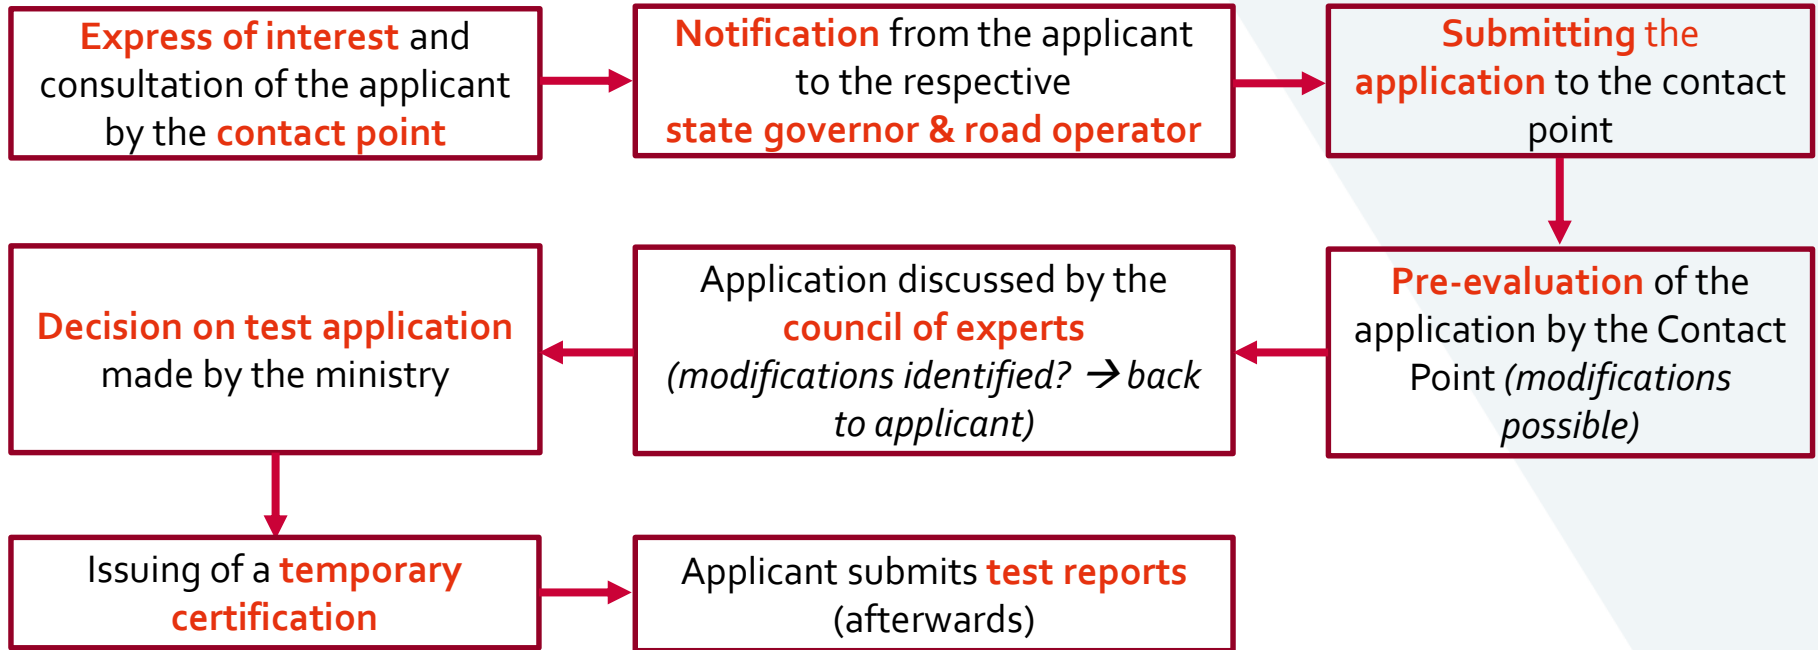 Express of interest and
consultation of the applicant
by the contact point
Notification from the applicant
to the respective
state governor & road operator
Submitting the
application to the contact
point
Pre-evaluation of the
application by the Contact
Point (modifications
possible)
Application discussed by the
council of experts
(modifications identified? → back
to applicant)
Decision on test application
made by the ministry
Issuing of a temporary
certification
Applicant submits test reports
(afterwards)